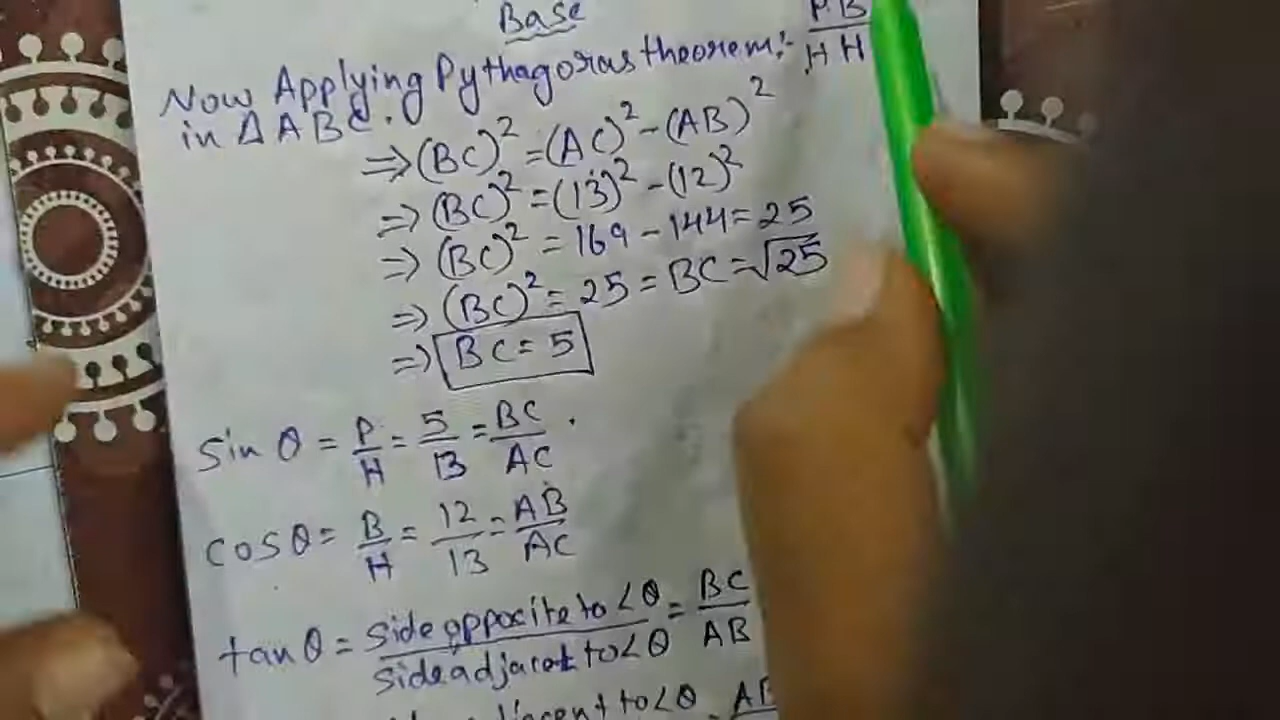 Base
P B
H H
Now Applying Pythagoras theorem:-
in △ABC.
⇒ (BC)² = (AC)² - (AB)²
⇒ (BC)² = (13)² - (12)²
⇒ (BC)² = 169 - 144 = 25
⇒ (BC)² = 25 = BC = √25
⇒ BC = 5
sin θ = P/H = 5/13 = BC/AC .
cos θ = B/H = 12/13 = AB/AC
tan θ = side opposite to ∠θ / side adjacent to ∠θ = BC/AB
to ∠θ